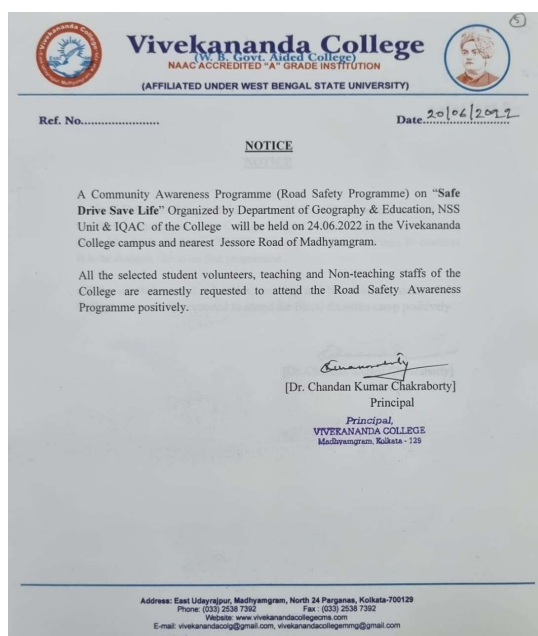 5
Vivekananda College
(W. B. Govt. Aided College)
NAAC ACCREDITED "A" GRADE INSTITUTION
(AFFILIATED UNDER WEST BENGAL STATE UNIVERSITY)
Ref. No.......................
Date 20/06/2022
NOTICE
A Community Awareness Programme (Road Safety Programme) on "Safe
Drive Save Life" Organized by Department of Geography & Education, NSS
Unit & IQAC of the College will be held on 24.06.2022 in the Vivekananda
College campus and nearest Jessore Road of Madhyamgram.
All the selected student volunteers, teaching and Non-teaching staffs of the
College are earnestly requested to attend the Road Safety Awareness
Programme positively.
[Dr. Chandan Kumar Chakraborty]
Principal
Principal,
VIVEKANANDA COLLEGE
Madhyamgram, Kolkata - 129
Address: East Udayrajpur, Madhyamgram, North 24 Parganas, Kolkata-700129
Phone: (033) 2538 7392 Fax : (033) 2538 7392
Website: www.vivekanandacollegecms.com
E-mail: vivekanandacolg@gmail.com, vivekanandacollegemmg@gmail.com